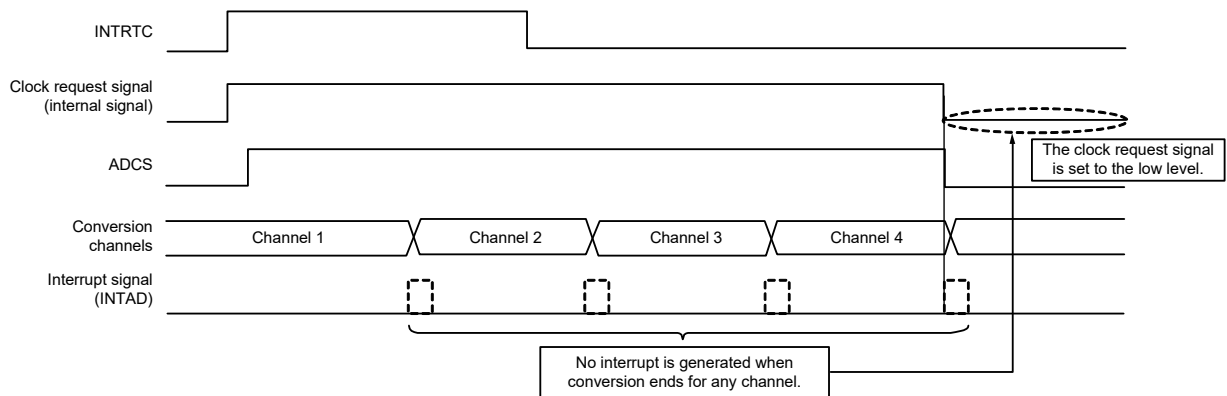 INTRTC
Clock request signal
(internal signal)
The clock request signal
is set to the low level.
ADCS
Conversion
channels
Channel 1
Channel 2
Channel 3
Channel 4
Interrupt signal
(INTAD)
No interrupt is generated when
conversion ends for any channel.